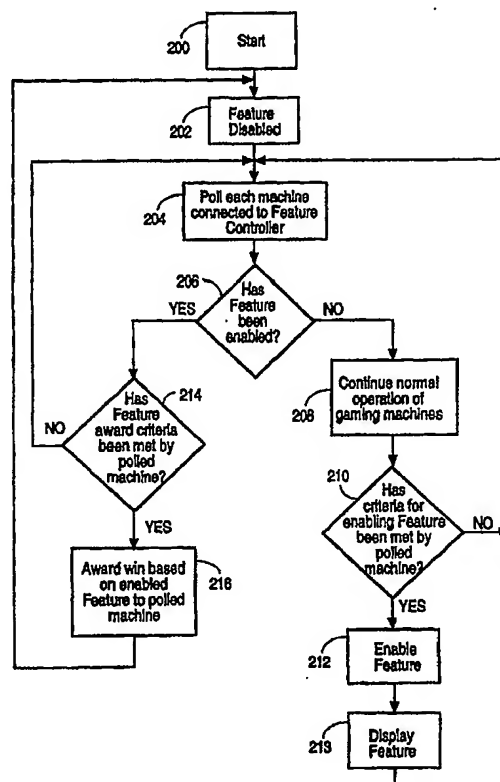 200
Start
202
Feature
Disabled
204
Poll each machine
connected to Feature
Controller
206
Has
Feature
been
enabled?
YES
NO
214
Has
Feature
award criteria
been met by
polled
machine?
NO
YES
Award win based
on enabled
Feature to polled
machine
216
208
Continue normal
operation of
gaming machines
210
Has
criteria for
enabling Feature
been met by
polled
machine?
NO
YES
212
Enable
Feature
213
Display
Feature